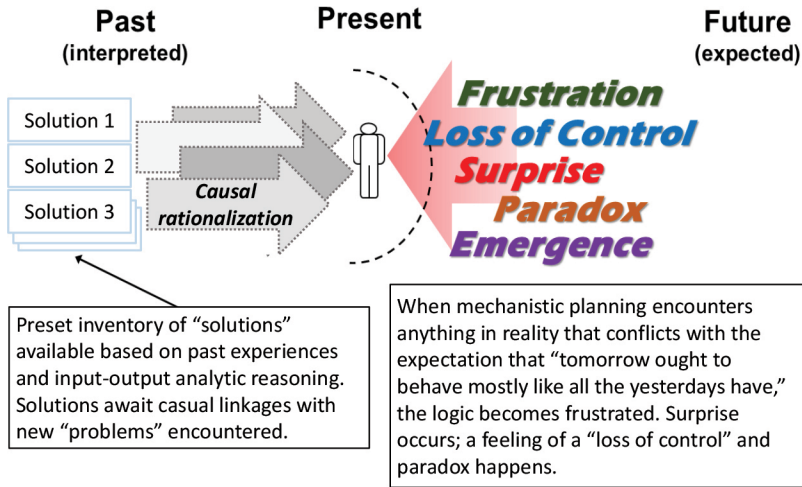 Past
(interpreted)
Present
Future
(expected)
Solution 1
Solution 2
Solution 3
Causal
rationalization
Frustration
Loss of Control
Surprise
Paradox
Emergence
Preset inventory of “solutions”
available based on past experiences
and input-output analytic reasoning.
Solutions await casual linkages with
new “problems” encountered.
When mechanistic planning encounters
anything in reality that conflicts with the
expectation that “tomorrow ought to
behave mostly like all the yesterdays have,”
the logic becomes frustrated. Surprise
occurs; a feeling of a “loss of control” and
paradox happens.